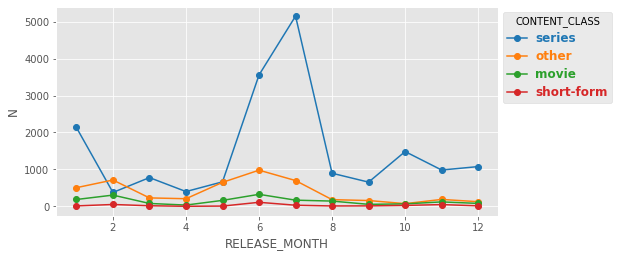 CONTENT_CLASS
series
other
movie
short-form
N
5000
4000
3000
2000
1000
0
2 4 6 8 10 12
RELEASE_MONTH